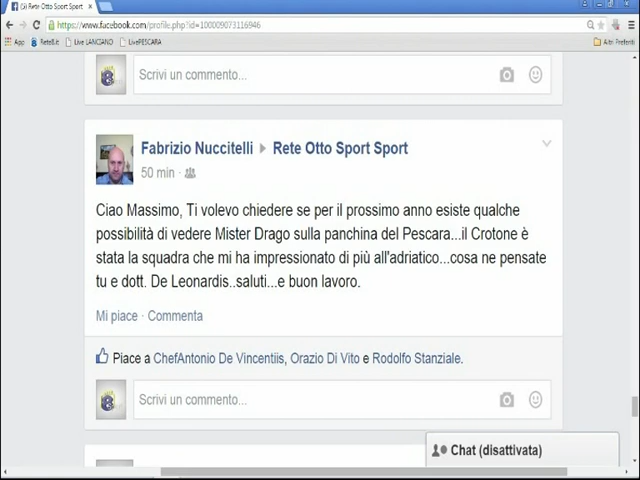 (3) Rete Otto Sport Sport
https://www.facebook.com/profile.php?id=100009073116946
App Rete8.it Live LANCIANO LivePESCARA Altri Preferiti
Scrivi un commento...
Fabrizio Nuccitelli Rete Otto Sport Sport
50 min ·
Ciao Massimo, Ti volevo chiedere se per il prossimo anno esiste qualche
possibilità di vedere Mister Drago sulla panchina del Pescara...il Crotone è
stata la squadra che mi ha impressionato di più all'adriatico...cosa ne pensate
tu e dott. De Leonardis..saluti...e buon lavoro.
Mi piace · Commenta
Piace a ChefAntonio De Vincentiis, Orazio Di Vito e Rodolfo Stanziale.
Scrivi un commento...
Chat (disattivata)